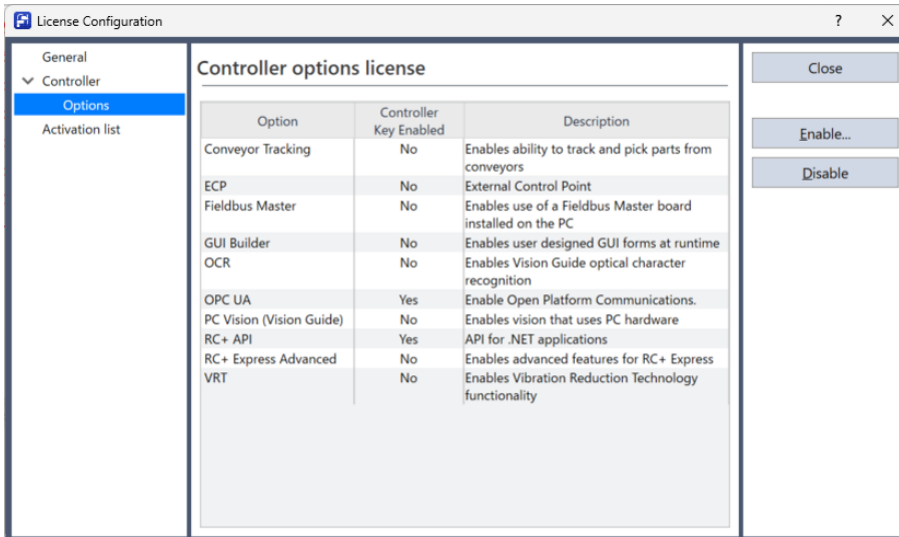 License Configuration
?
General
Controller
Options
Activation list
Controller options license
Option
Controller
Key Enabled
Description
Conveyor Tracking No Enables ability to track and pick parts from
conveyors
ECP No External Control Point
Fieldbus Master No Enables use of a Fieldbus Master board
installed on the PC
GUI Builder No Enables user designed GUI forms at runtime
OCR No Enables Vision Guide optical character
recognition
OPC UA Yes Enable Open Platform Communications.
PC Vision (Vision Guide) No Enables vision that uses PC hardware
RC+ API Yes API for .NET applications
RC+ Express Advanced No Enables advanced features for RC+ Express
VRT No Enables Vibration Reduction Technology
functionality
Close
Enable...
Disable